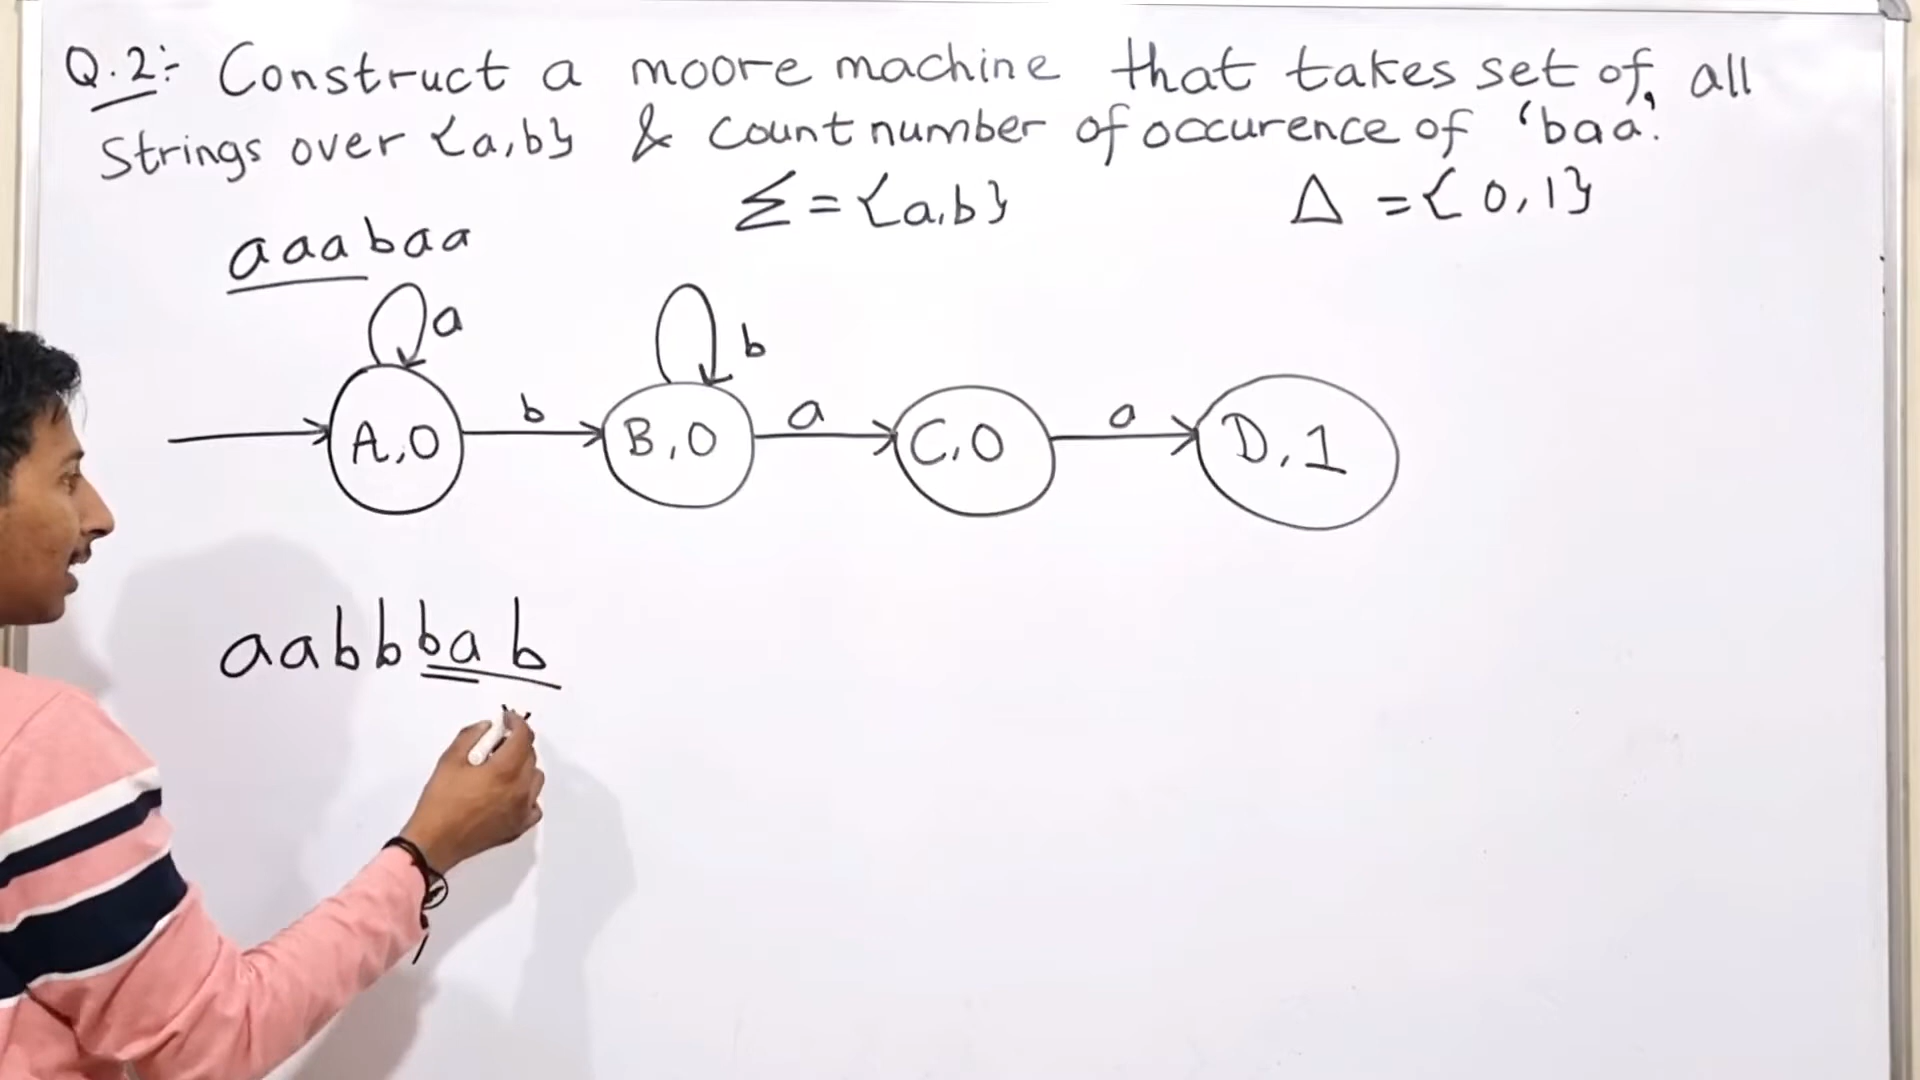 Q.2:- Construct a moore machine that takes set of all
Strings over {a,b} & count number of occurence of 'baa'.
Σ = {a,b} Δ = {0,1}
aaabaa
a b
A,0 b B,0 a C,0 a D,1
aabbbab